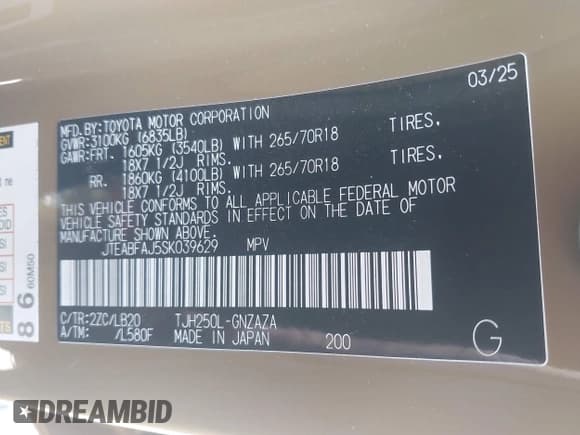 03/25
MFD.BY:TOYOTA MOTOR CORPORATION
GVWR:3100KG (6835LB)
GAWR:FRT. 1605KG (3540LB) WITH 265/70R18 TIRES,
18X7 1/2J RIMS.
RR. 1860KG (4100LB) WITH 265/70R18 TIRES,
18X7 1/2J RIMS.
THIS VEHICLE CONFORMS TO ALL APPLICABLE FEDERAL MOTOR
VEHICLE SAFETY STANDARDS IN EFFECT ON THE DATE OF
MANUFACTURE SHOWN ABOVE.
JTEABFAJ5SK039629 MPV
C/TR:2ZC/LB20 TJH250L-GNZAZA
A/TM: /L580F MADE IN JAPAN 200
G
86
60M50
DREAMBID